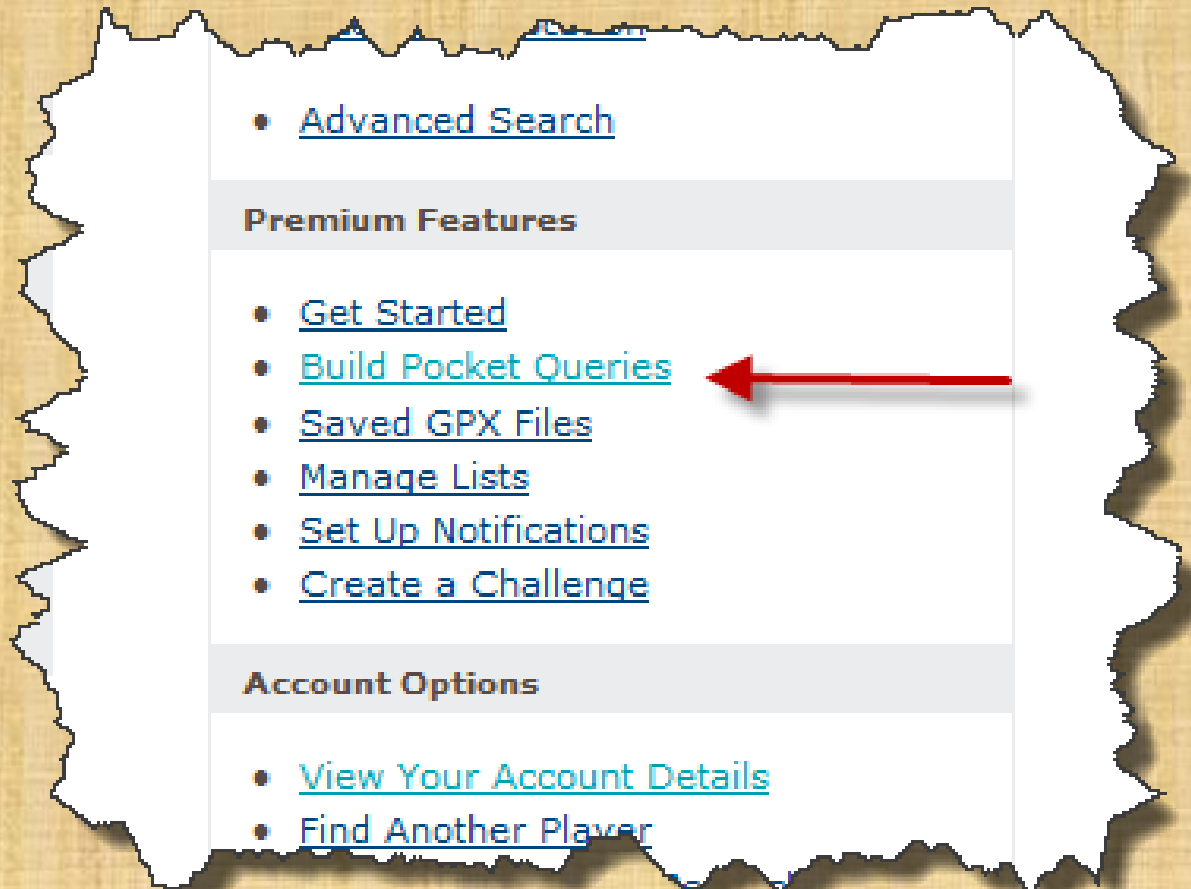 Advanced Search
Premium Features
Get Started
Build Pocket Queries
Saved GPX Files
Manage Lists
Set Up Notifications
Create a Challenge
Account Options
View Your Account Details
Find Another Player